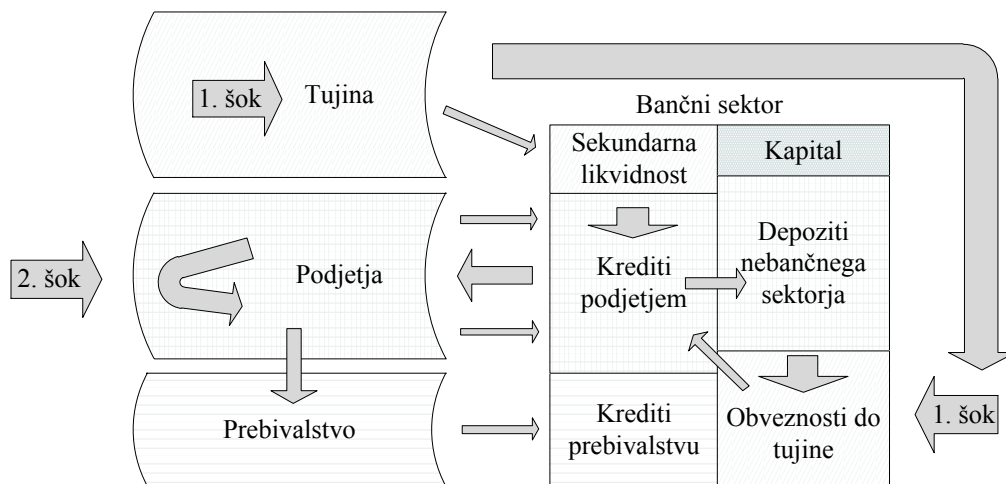 Tujina
1. šok
Bančni sektor
Sekundarna
likvidnost
Kapital
Depoziti
nebančnega
sektorja
2. šok
Podjetja
Krediti
podjetjem
Prebivalstvo
Krediti
prebivalstvu
Obveznosti do
tujine
1. šok